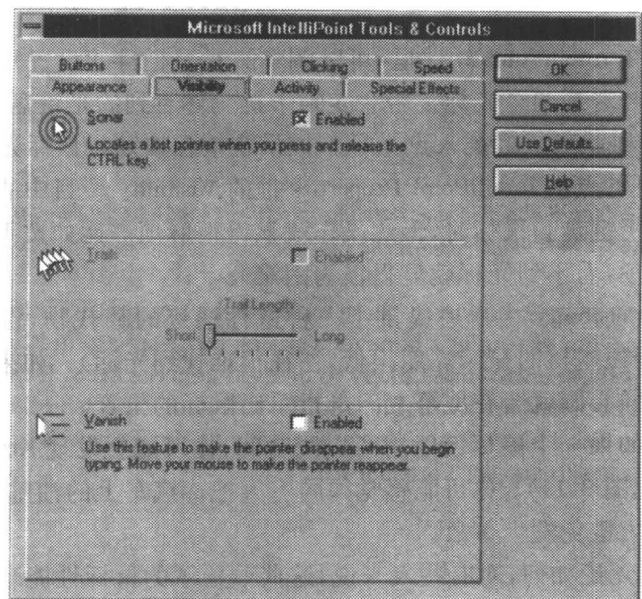 Microsoft IntelliPoint Tools & Controls
Buttons Orientation Clicking Speed
Appearance Visibility Activity Special Effects
OK
Cancel
Use Defaults...
Help
Sonar Enabled
Locates a lost pointer when you press and release the
CTRL key.
Trails Enabled
Trail Length
Short Long
Vanish Enabled
Use this feature to make the pointer disappear when you begin
typing. Move your mouse to make the pointer reappear.